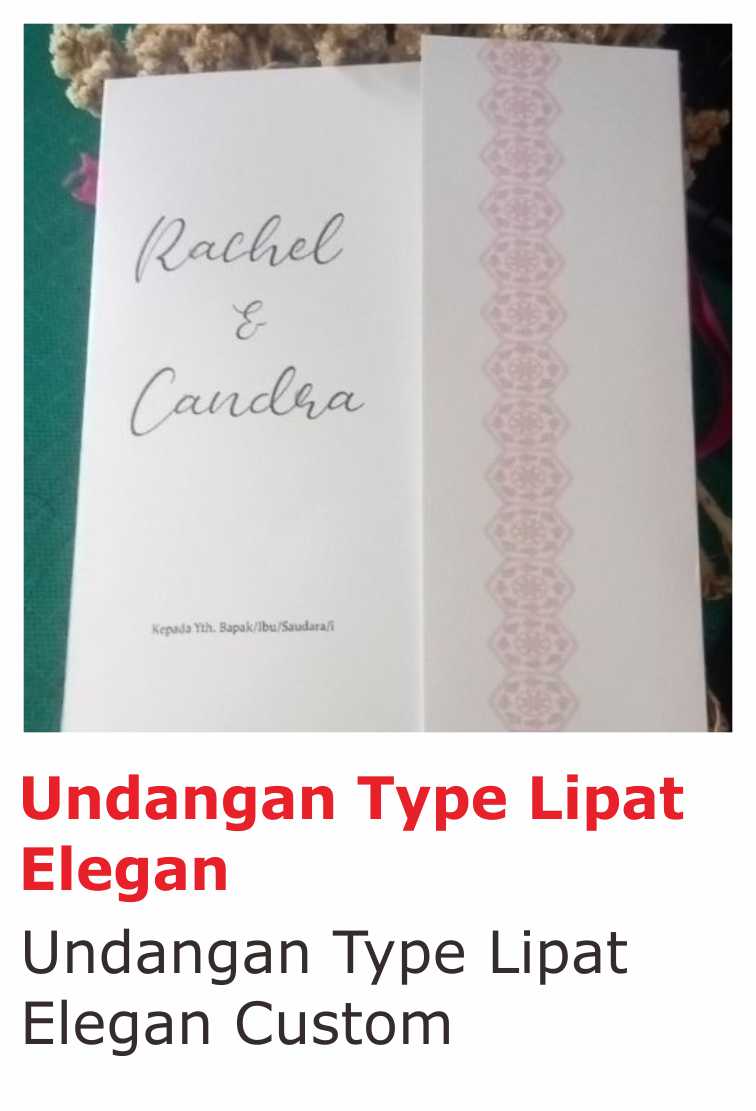 Rachel
&
Candra
Kepada Yth. Bapak/Ibu/Saudara/i
Undangan Type Lipat
Elegan
Undangan Type Lipat
Elegan Custom